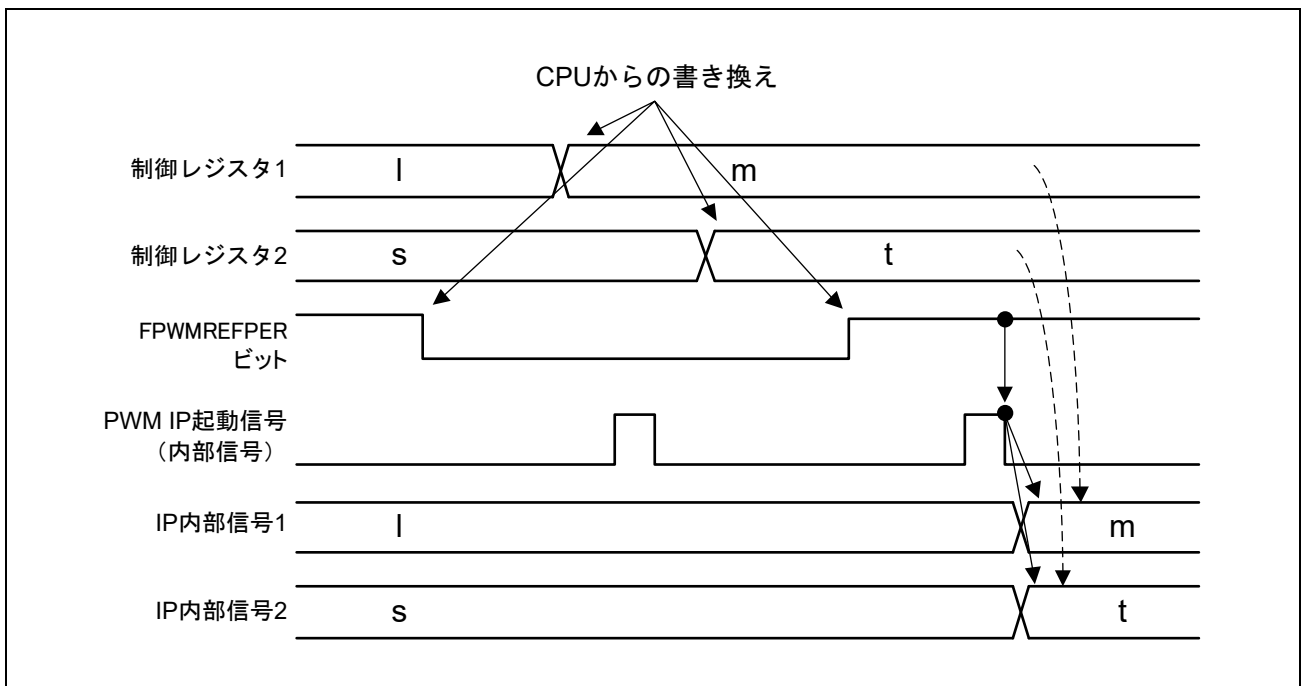 CPUからの書き換え
制御レジスタ1
l
m
制御レジスタ2
s
t
FPWMREFPER
ビット
PWM IP起動信号
（内部信号）
IP内部信号1
l
m
IP内部信号2
s
t